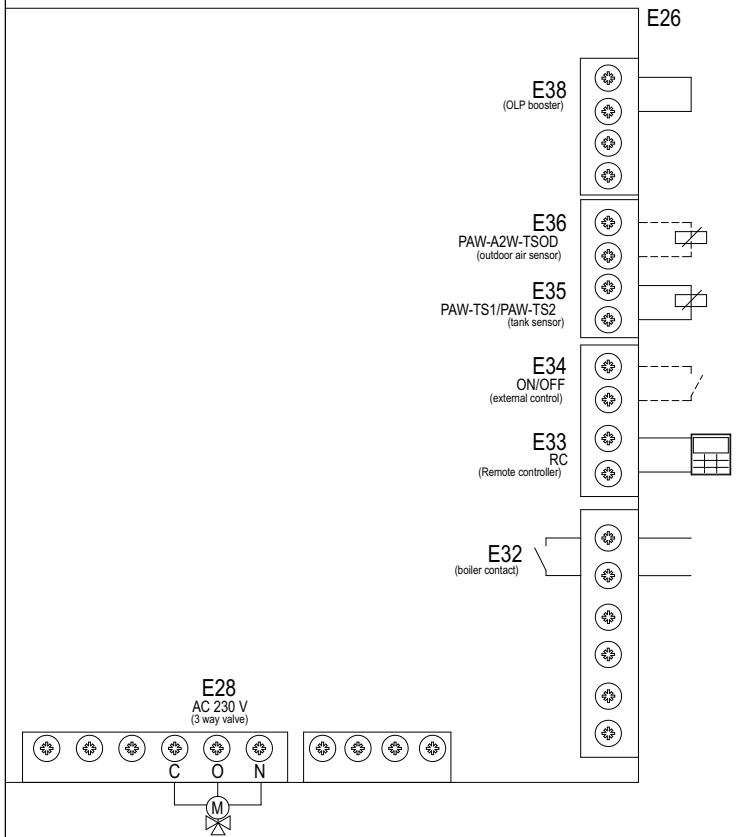 E26
E38
(OLP booster)
E36
PAW-A2W-TSOD
(outdoor air sensor)
E35
PAW-TS1/PAW-TS2
(tank sensor)
E34
ON/OFF
(external control)
E33
RC
(Remote controller)
E32
(boiler contact)
E28
AC 230 V
(3 way valve)
C O N
M